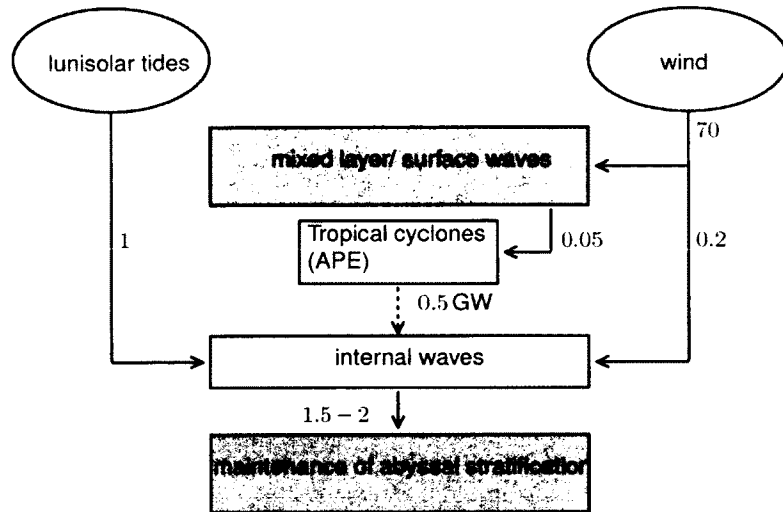 lunisolar tides
wind
70
mixed layer/ surface waves
Tropical cyclones
(APE)
0.05
1
0.2
0.5 GW
internal waves
1.5 − 2
maintenance of abyssal stratification